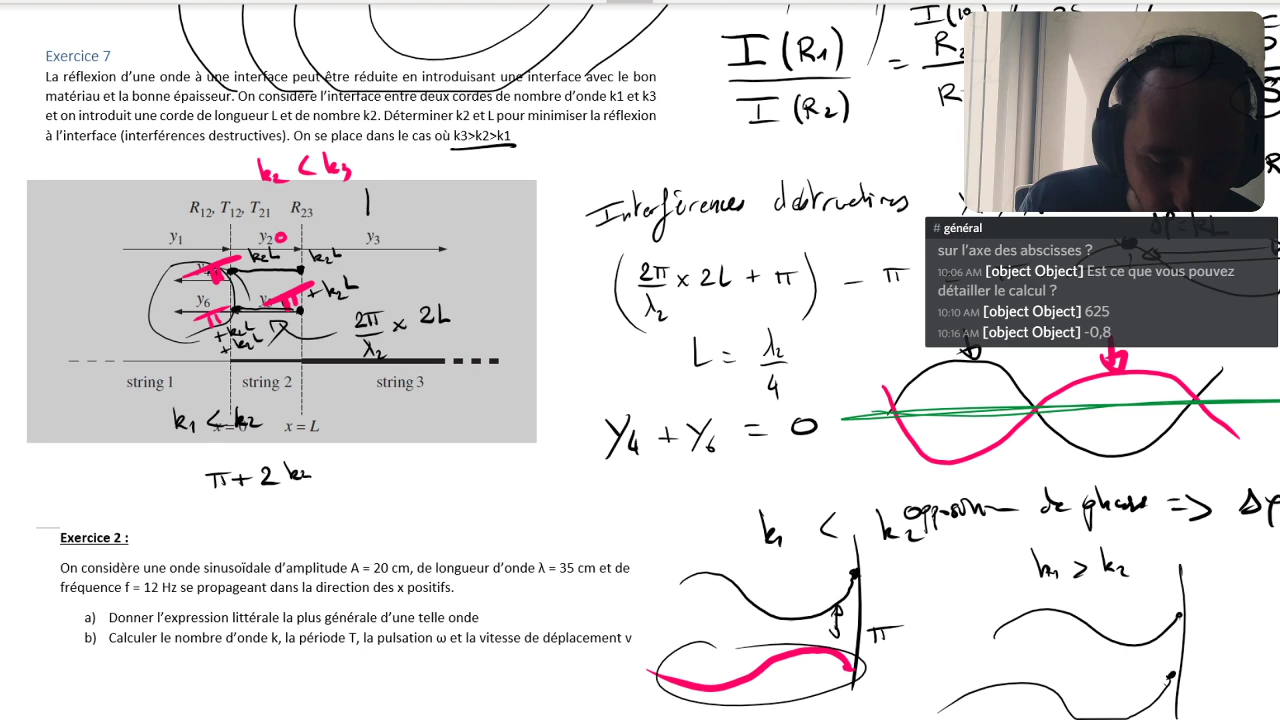 Exercice 7
La réflexion d'une onde à une interface peut être réduite en introduisant une interface avec le bon
matériau et la bonne épaisseur. On considère l'interface entre deux cordes de nombre d'onde k1 et k3
et on introduit une corde de longueur L et de nombre k2. Déterminer k2 et L pour minimiser la réflexion
à l'interface (interférences destructives). On se place dans le cas où k3>k2>k1
k₂ < k₃
R₁₂, T₁₂, T₂₁ R₂₃
y₁ y₂ y₃
k₂L k₂L
π + k₂L
y₆ π
+k₂L
+k₂L
2π/λ₂ × 2L
string 1 string 2 string 3
k₁ < k₂ x = L
π + 2 k₂
Exercice 2 :
On considère une onde sinusoïdale d'amplitude A = 20 cm, de longueur d'onde λ = 35 cm et de
fréquence f = 12 Hz se propageant dans la direction des x positifs.
a) Donner l'expression littérale la plus générale d'une telle onde
b) Calculer le nombre d'onde k, la période T, la pulsation ω et la vitesse de déplacement v
I (R₁) / I (R₂) =
Interférences destructives
(2π/λ₂ × 2L + π) − π
L = λ₂/4
y₄ + y₆ = 0
# général
sur l'axe des abscisses ?
10:06 AM [object Object] Est ce que vous pouvez
détailler le calcul ?
10:10 AM [object Object] 625
10:16 AM [object Object] -0,8
opposition de phase => Δφ
k₁ < k₂
k₁ > k₂
π